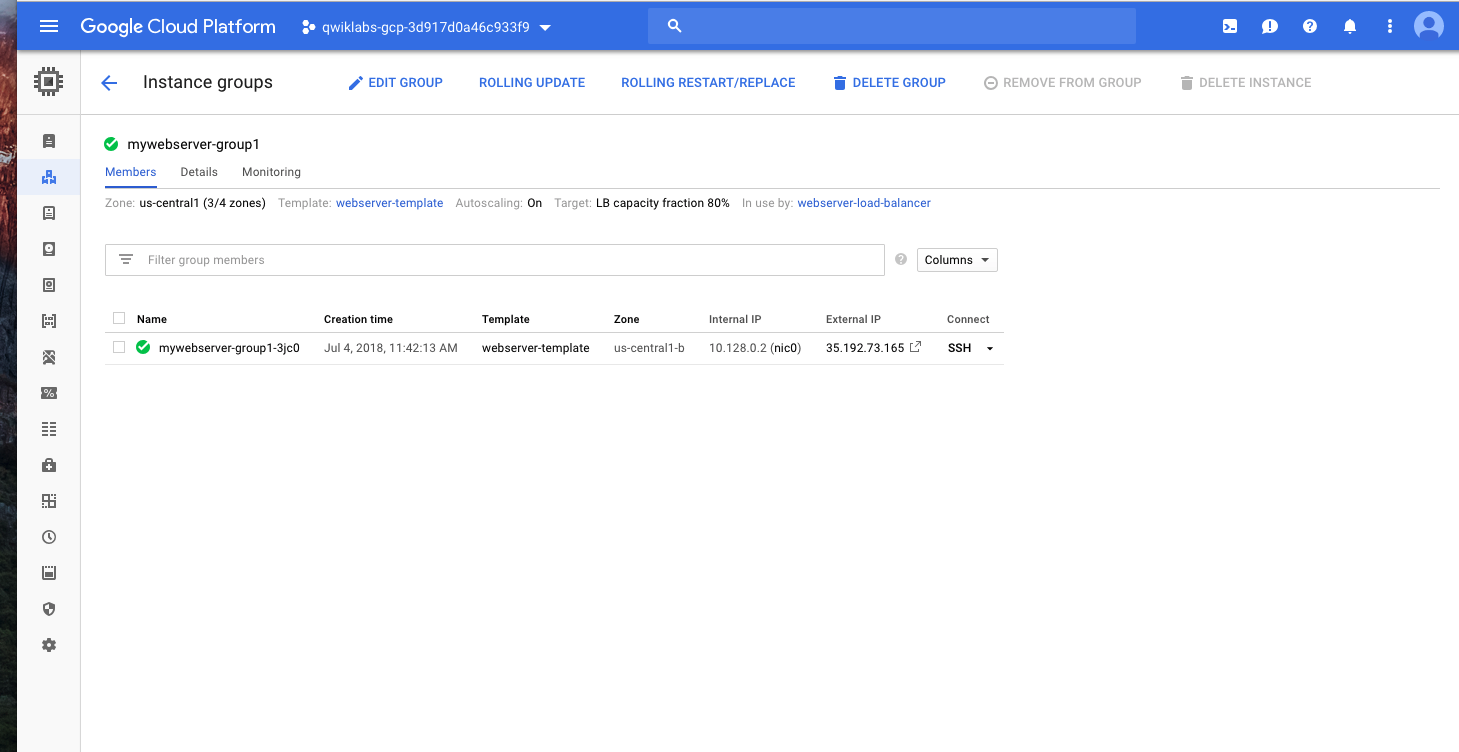 Google Cloud Platform qwiklabs-gcp-3d917d0a46c933f9
Instance groups EDIT GROUP ROLLING UPDATE ROLLING RESTART/REPLACE DELETE GROUP REMOVE FROM GROUP DELETE INSTANCE
mywebserver-group1
Members Details Monitoring
Zone: us-central1 (3/4 zones) Template: webserver-template Autoscaling: On Target: LB capacity fraction 80% In use by: webserver-load-balancer
Filter group members ? Columns
Name Creation time Template Zone Internal IP External IP Connect
mywebserver-group1-3jc0 Jul 4, 2018, 11:42:13 AM webserver-template us-central1-b 10.128.0.2 (nic0) 35.192.73.165 SSH